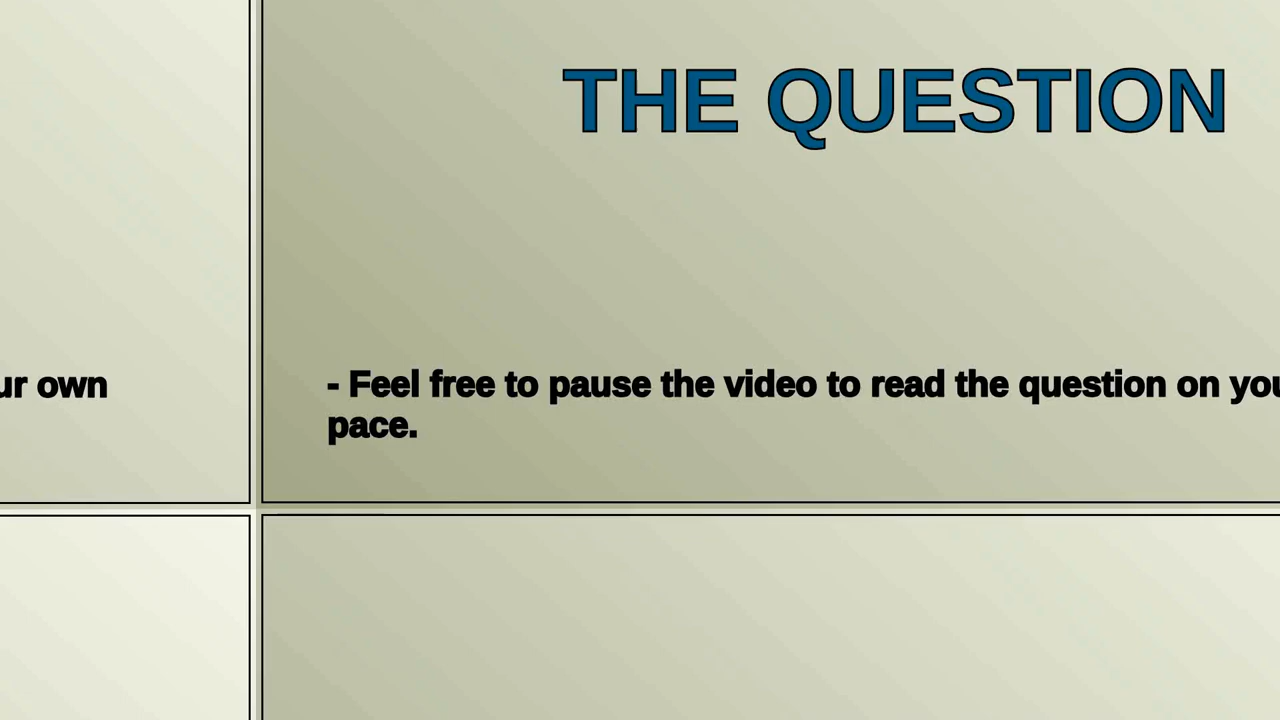 THE QUESTION
ur own
- Feel free to pause the video to read the question on you
pace.